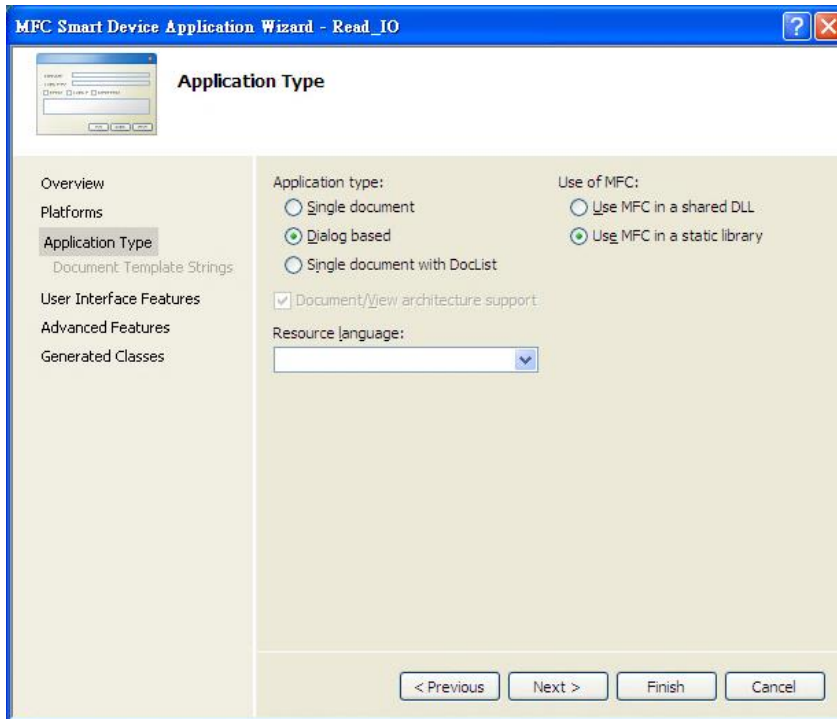 MFC Smart Device Application Wizard - Read_IO
Application Type
Overview
Platforms
Application Type
Document Template Strings
User Interface Features
Advanced Features
Generated Classes
Application type:
Single document
Dialog based
Single document with DocList
Document/View architecture support
Resource language:
Use of MFC:
Use MFC in a shared DLL
Use MFC in a static library
< Previous
Next >
Finish
Cancel